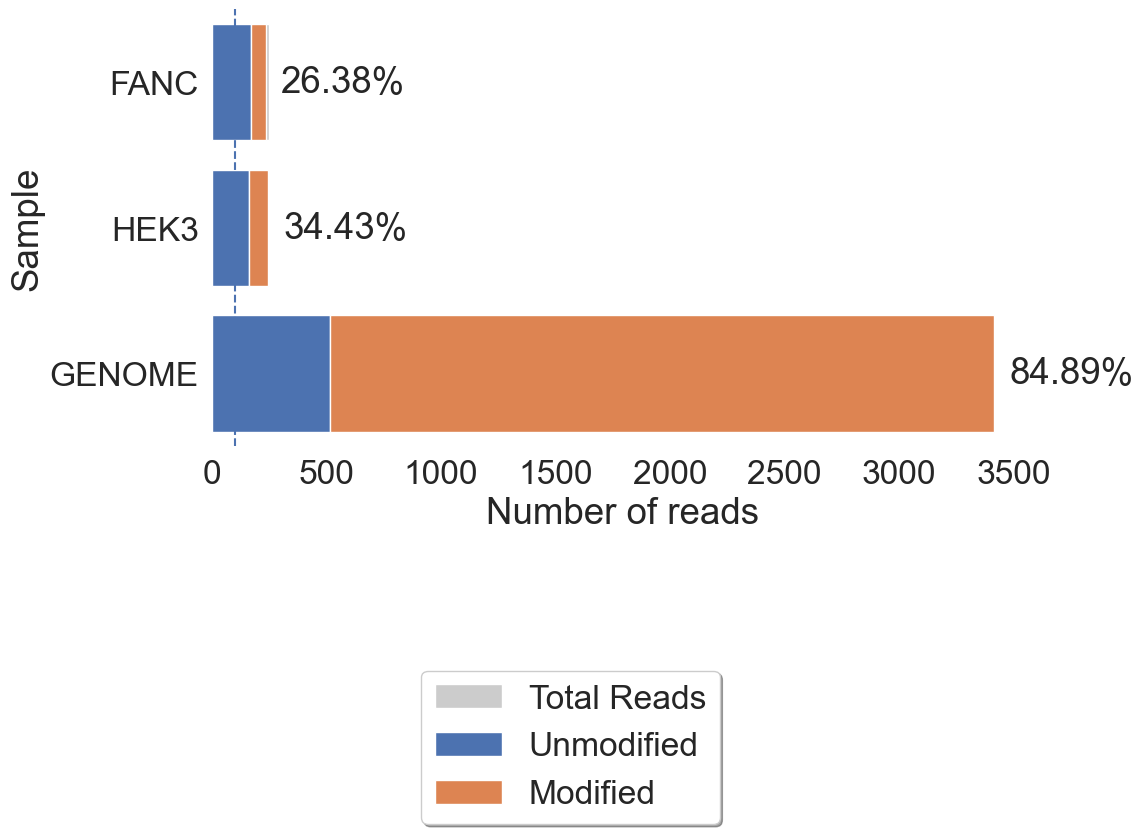 Sample
FANC
26.38%
HEK3
34.43%
GENOME
84.89%
0 500 1000 1500 2000 2500 3000 3500
Number of reads
Total Reads
Unmodified
Modified